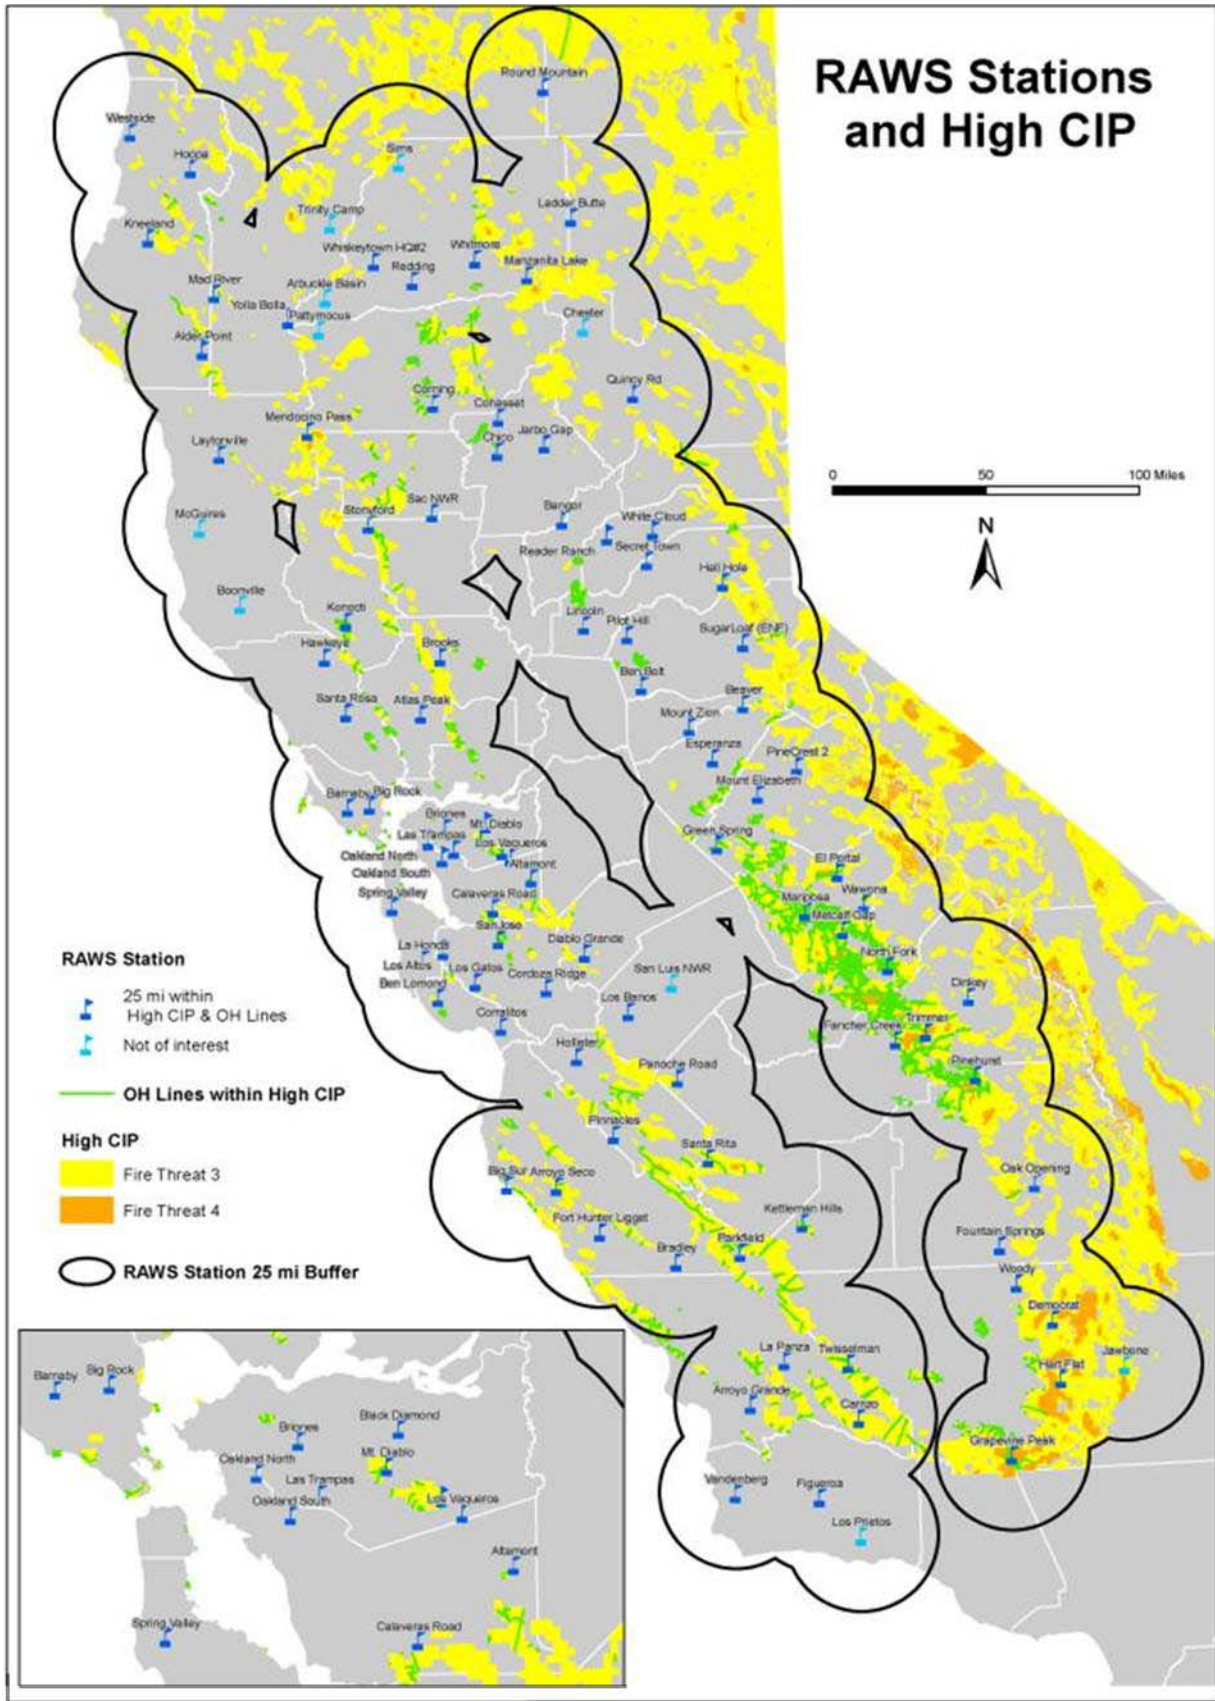 RAWS Stations
and High CIP
Round Mountain
Westside
Hoopa
Sims
Kneeland
Trinity Camp
Ladder Butte
Whiskeytown HQ#2
Whitmore
Redding
Manzanita Lake
Mad River
Arbuckle Basin
Yolla Bolla
Pattymocus
Chester
Alder Point
Quincy Rd
Corning
Cohasset
Mendocino Pass
Chico
Jarbo Gap
Laytonville
0 50 100 Miles
N
Sac NWR
McGuires
Stonyford
Bangor
White Cloud
Reader Ranch
Secret Town
Hell Hole
Boonville
Konocti
Lincoln
Pilot Hill
SugarLoaf (ENF)
Hawkeye
Brooks
Ben Bolt
Santa Rosa
Atlas Peak
Beaver
Mount Zion
Esperanza
PineCrest 2
Mount Elizabeth
Barnaby
Big Rock
Briones
Mt. Diablo
Las Trampas
Los Vaqueros
Green Spring
Oakland North
Altamont
El Portal
Oakland South
Spring Valley
Calaveras Road
Wawona
Mariposa
Metcalf Gap
San Jose
Diablo Grande
La Honda
North Fork
Los Altos
Los Gatos
Cordoza Ridge
San Luis NWR
Ben Lomond
Dinkey
Los Banos
Corralitos
Trimmer
Fancher Creek
Hollister
Panoche Road
Pinehurst
Pinnacles
Santa Rita
Big Sur
Arroyo Seco
Oak Opening
Fort Hunter Ligget
Kettleman Hills
Fountain Springs
Parkfield
Bradley
Woody
Democrat
La Panza
Twisselman
Jawbone
Hart Flat
Arroyo Grande
Carrizo
Grapevine Peak
Vandenberg
Figueroa
Los Prietos
RAWS Station
25 mi within
High CIP & OH Lines
Not of interest
OH Lines within High CIP
High CIP
Fire Threat 3
Fire Threat 4
RAWS Station 25 mi Buffer
Barnaby
Big Rock
Briones
Black Diamond
Oakland North
Mt. Diablo
Las Trampas
Oakland South
Los Vaqueros
Altamont
Spring Valley
Calaveras Road